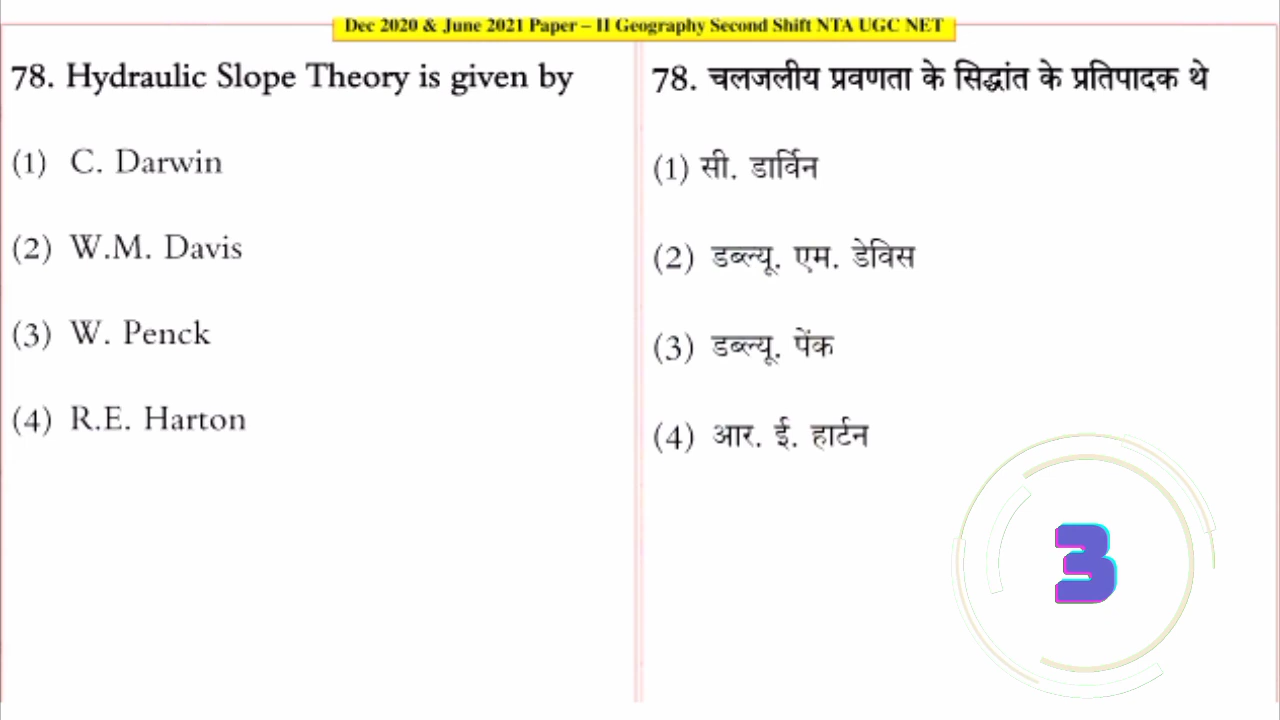 Dec 2020 & June 2021 Paper – II Geography Second Shift NTA UGC NET
78. Hydraulic Slope Theory is given by
(1) C. Darwin
(2) W.M. Davis
(3) W. Penck
(4) R.E. Harton
78. चलजलीय प्रवणता के सिद्धांत के प्रतिपादक थे
(1) सी. डार्विन
(2) डब्ल्यू. एम. डेविस
(3) डब्ल्यू. पेंक
(4) आर. ई. हार्टन
3